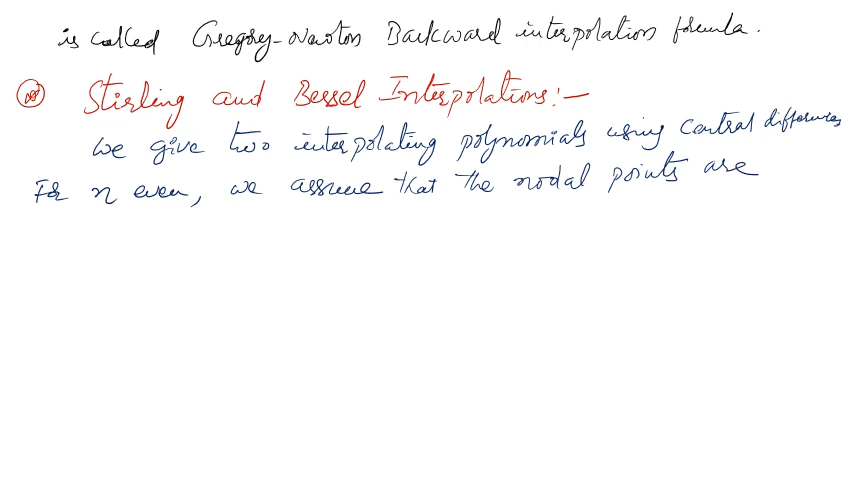 is called Gregory-Newton Backward interpolation formula.
Stirling and Bessel Interpolations:-
we give two interpolating polynomials using central differences
For n even, we assume that the nodal points are